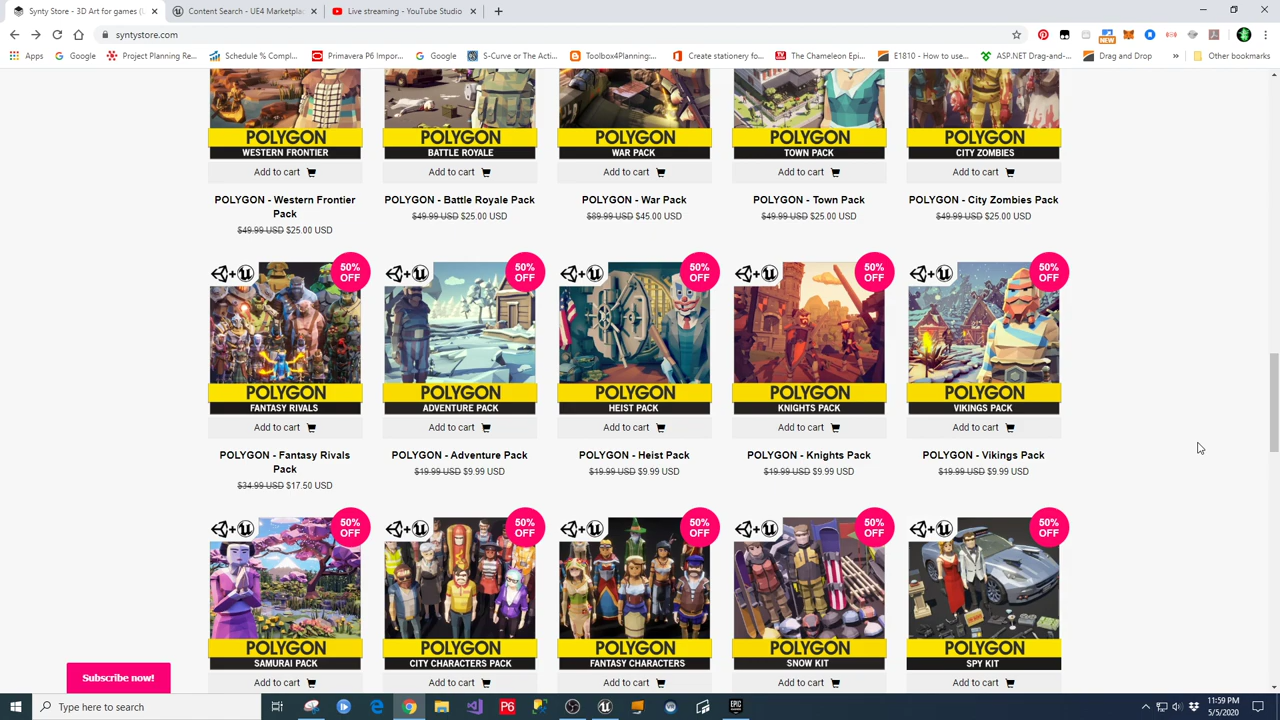 Synty Store - 3D Art for games (L
Content Search - UE4 Marketplac
Live streaming - YouTube Studio
syntystore.com
NEW
Apps
Google
Project Planning Re...
Schedule % Compl...
Primavera P6 Impor...
Google
S-Curve or The Acti...
Toolbox4Planning:...
Create stationery fo...
The Chameleon Epi...
E1810 - How to use...
ASP.NET Drag-and-...
Drag and Drop
»
Other bookmarks
POLYGON POLYGON POLYGON POLYGON POLYGON
WESTERN FRONTIER BATTLE ROYALE WAR PACK TOWN PACK CITY ZOMBIES
Add to cart Add to cart Add to cart Add to cart Add to cart
POLYGON - Western Frontier POLYGON - Battle Royale Pack POLYGON - War Pack POLYGON - Town Pack POLYGON - City Zombies Pack
Pack $49.99 USD $25.00 USD $89.99 USD $45.00 USD $49.99 USD $25.00 USD $49.99 USD $25.00 USD
$49.99 USD $25.00 USD
50% 50% 50% 50% 50%
OFF OFF OFF OFF OFF
POLYGON POLYGON POLYGON POLYGON POLYGON
FANTASY RIVALS ADVENTURE PACK HEIST PACK KNIGHTS PACK VIKINGS PACK
Add to cart Add to cart Add to cart Add to cart Add to cart
POLYGON - Fantasy Rivals POLYGON - Adventure Pack POLYGON - Heist Pack POLYGON - Knights Pack POLYGON - Vikings Pack
Pack $19.99 USD $9.99 USD $19.99 USD $9.99 USD $19.99 USD $9.99 USD $19.99 USD $9.99 USD
$34.99 USD $17.50 USD
50% 50% 50% 50% 50%
OFF OFF OFF OFF OFF
POLYGON POLYGON POLYGON POLYGON POLYGON
SAMURAI PACK CITY CHARACTERS PACK FANTASY CHARACTERS SNOW KIT SPY KIT
Add to cart Add to cart Add to cart Add to cart Add to cart
Subscribe now!
Type here to search
P6
EPIC
11:59 PM
5/5/2020